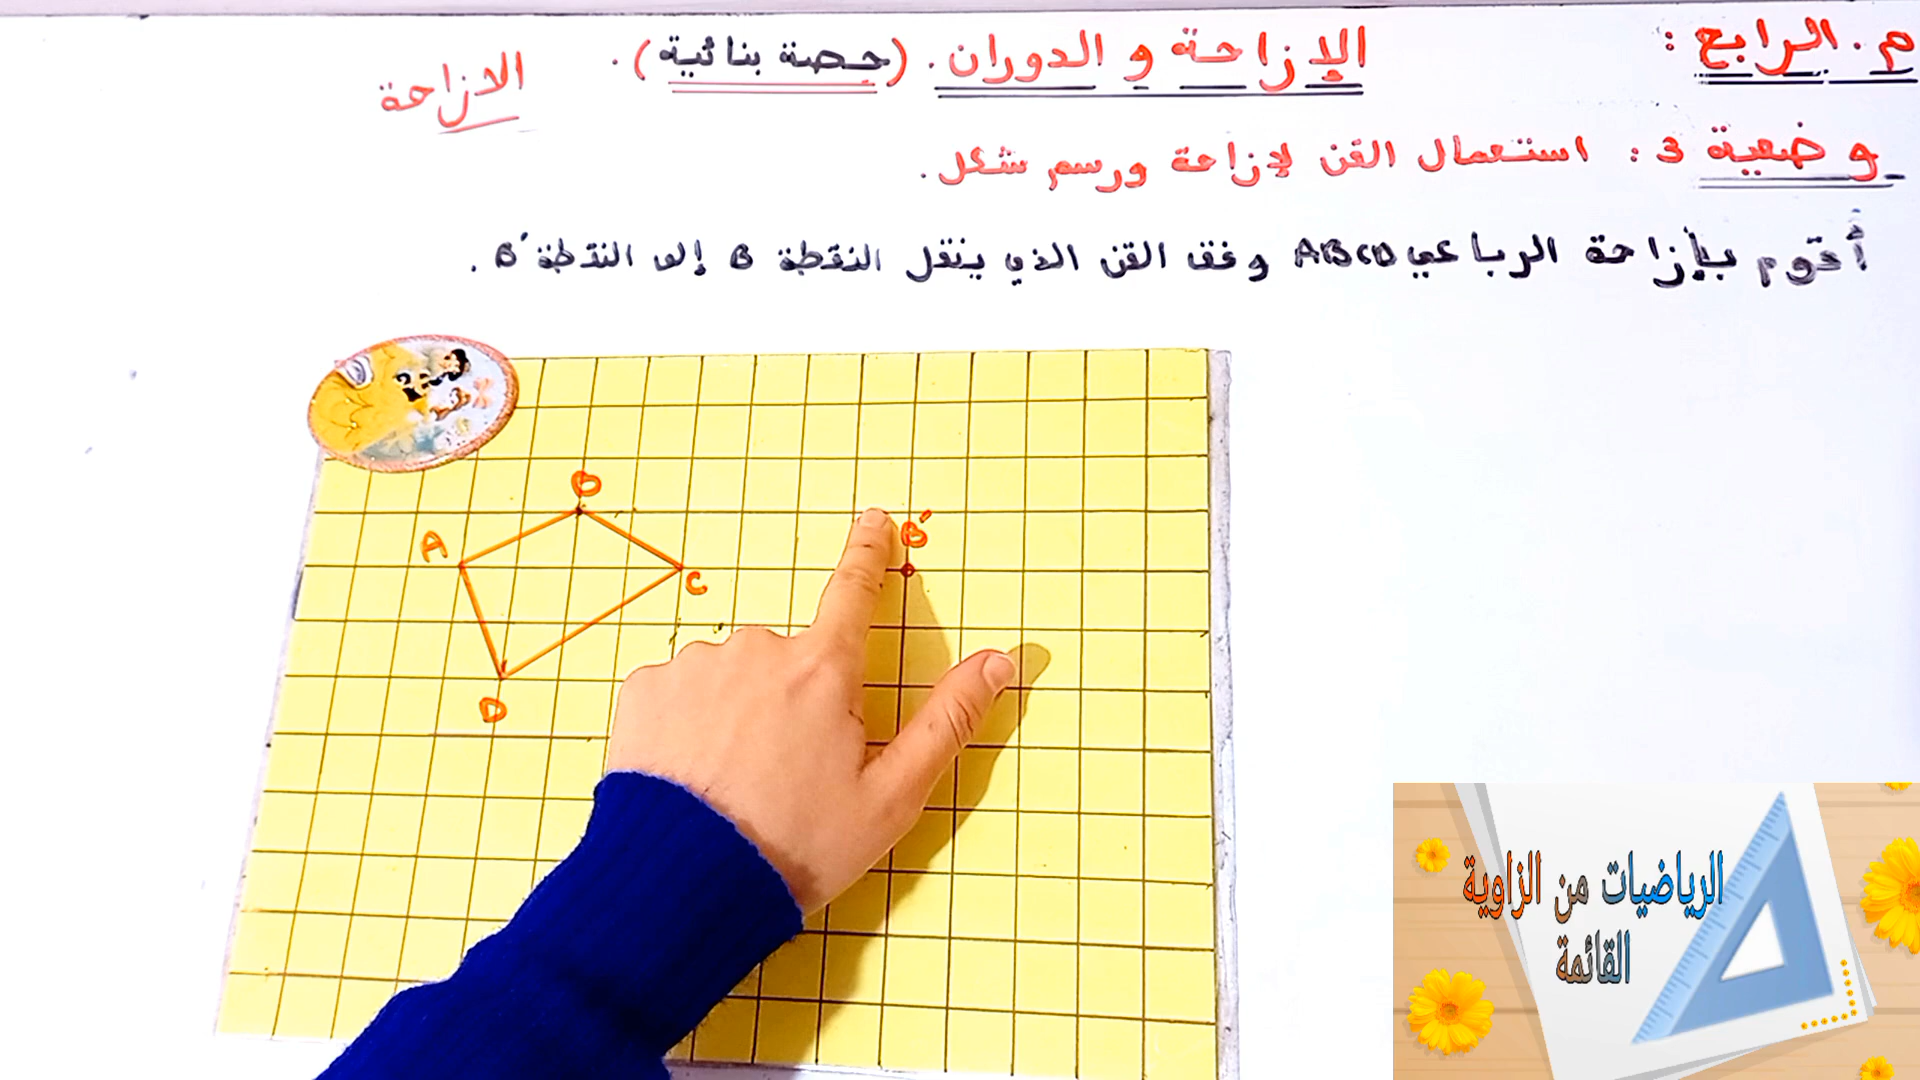 م. الرابع :
الإزاحة و الدوران. (حصة بنائية).
الازاحة
وضعية 3 : استعمال القن لإزاحة ورسم شكل.
أقوم بإزاحة الرباعي ABCD وفق القن الذي ينقل النقطة B إلى النقطة B'.
B
A
B'
C
D
الرياضيات من الزاوية
القائمة